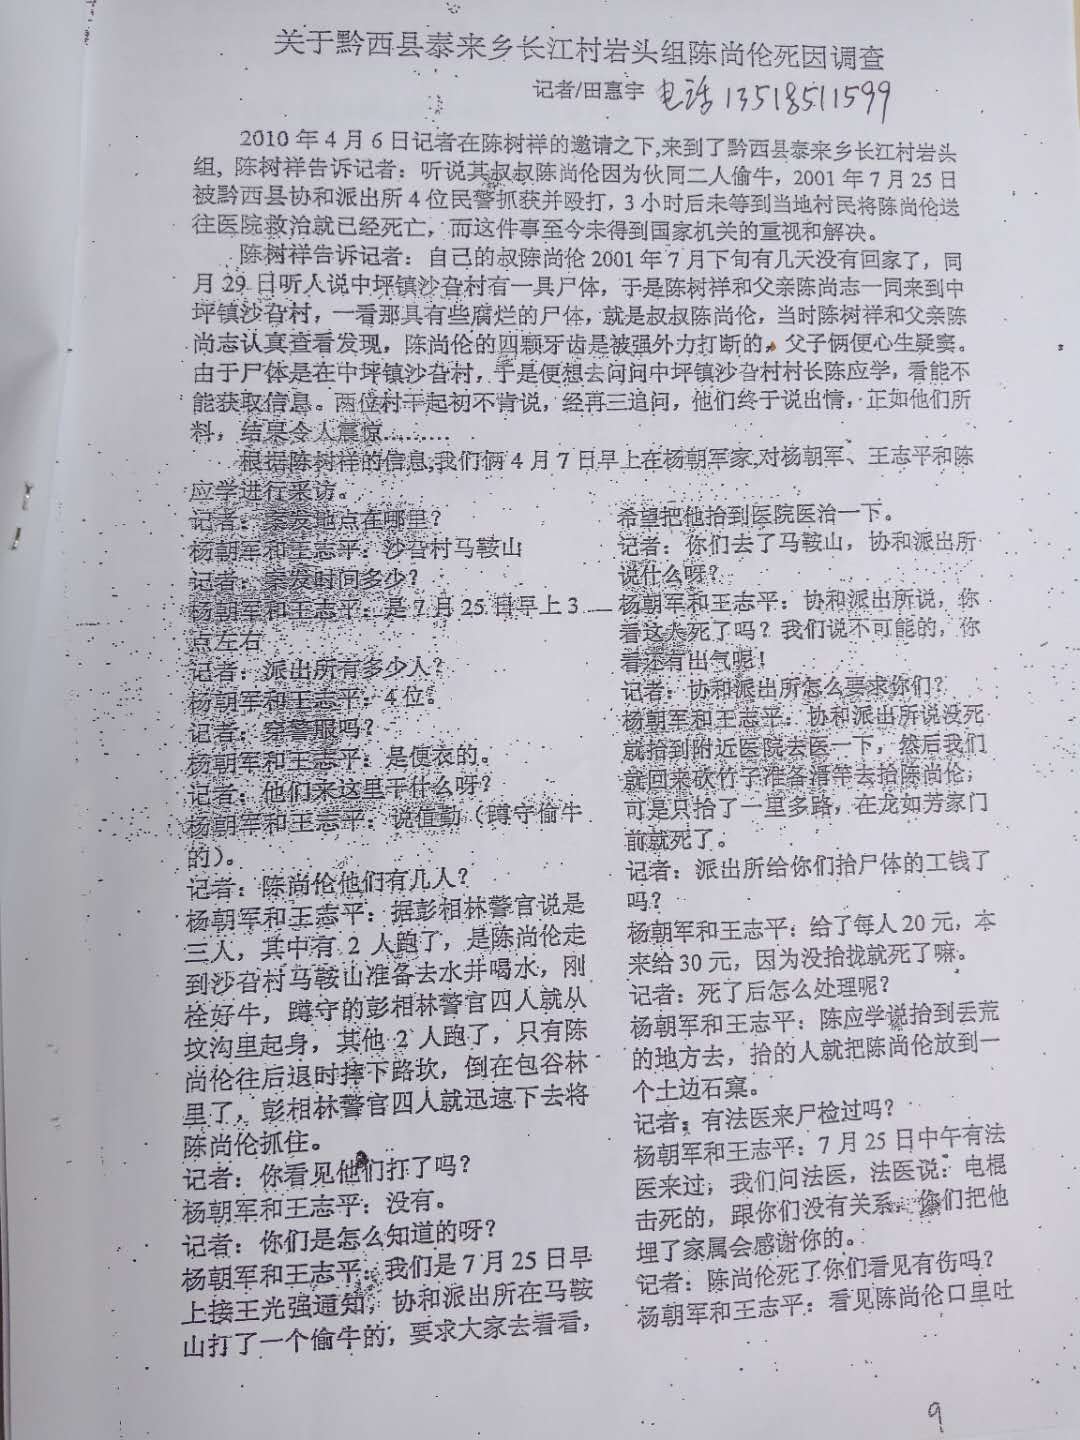 关于黔西县泰来乡长江村岩头组陈尚伦死因调查
记者/田惠宇 电话13518511599
2010年4月6日记者在陈树祥的邀请之下,来到了黔西县泰来乡长江村岩头
组,陈树祥告诉记者：听说其叔叔陈尚伦因为伙同二人偷牛，2001年7月25日
被黔西县协和派出所4位民警抓获并殴打，3小时后未等到当地村民将陈尚伦送
往医院救治就已经死亡，而这件事至今未得到国家机关的重视和解决。
陈树祥告诉记者：自己的叔陈尚伦2001年7月下旬有几天没有回家了，同
月29日听人说中坪镇沙旮村有一具尸体，于是陈树祥和父亲陈尚志一同来到中
坪镇沙旮村，一看那具有些腐烂的尸体，就是叔叔陈尚伦，当时陈树祥和父亲陈
尚志认真查看发现，陈尚伦的四颗牙齿是被强外力打断的，父子俩便心生疑窦。
由于尸体是在中坪镇沙旮村，于是便想去问问中坪镇沙旮村村长陈应学，看能不
能获取信息。两位村干起初不肯说，经再三追问，他们终于说出情，正如他们所
料，结果令人震惊………
根据陈树祥的信息,我们俩4月7日早上在杨朝军家,对杨朝军、王志平和陈
应学进行采访。
记者：案发地点在哪里？
杨朝军和王志平：沙旮村马鞍山
记者：案发时间多少？
杨朝军和王志平：是7月25日早上3
点左右
记者：派出所有多少人？
杨朝军和王志平：4位。
记者：穿警服吗？
杨朝军和王志平：是便衣的。
记者：他们来这里干什么呀？
杨朝军和王志平：说值勤（蹲守偷牛
的）。
记者：陈尚伦他们有几人？
杨朝军和王志平：据彭相林警官说是
三人，其中有2人跑了，是陈尚伦走
到沙旮村马鞍山准备去水井喝水，刚
栓好牛，蹲守的彭相林警官四人就从
坟沟里起身，其他2人跑了，只有陈
尚伦往后退时摔下路坎，倒在包谷林
里了，彭相林警官四人就迅速下去将
陈尚伦抓住。
记者：你看见他们打了吗？
杨朝军和王志平：没有。
记者：你们是怎么知道的呀？
杨朝军和王志平：我们是7月25日早
上接王光强通知，协和派出所在马鞍
山打了一个偷牛的，要求大家去看看，
希望把他抬到医院医治一下。
记者：你们去了马鞍山，协和派出所
说什么呀？
杨朝军和王志平：协和派出所说，你
看这人死了吗？我们说不可能的，你
看还有出气呢！
记者：协和派出所怎么要求你们？
杨朝军和王志平：协和派出所说没死
就抬到附近医院去医一下，然后我们
就回来砍竹子准备滑竿去抬陈尚伦，
可是只抬了一里多路，在龙如芳家门
前就死了。
记者：派出所给你们抬尸体的工钱了
吗？
杨朝军和王志平：给了每人20元，本
来给30元，因为没抬拢就死了嘛。
记者：死了后怎么处理呢？
杨朝军和王志平：陈应学说抬到丢荒
的地方去，抬的人就把陈尚伦放到一
个土边石窠。
记者：有法医来尸检过吗？
杨朝军和王志平：7月25日中午有法
医来过，我们问法医，法医说：电棍
击死的，跟你们没有关系，你们把他
埋了家属会感谢你的。
记者：陈尚伦死了你们看见有伤吗？
杨朝军和王志平：看见陈尚伦口里吐
9